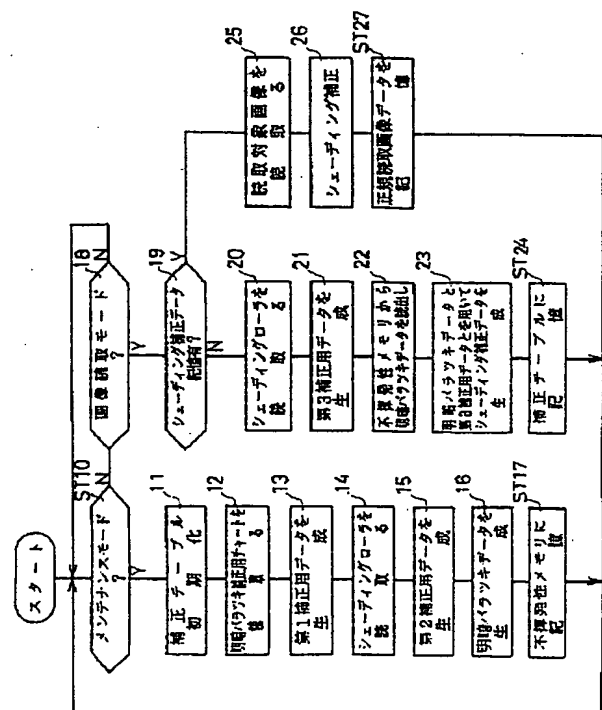 スタート
ST10
メンテナンスモード
?
Y
N
11
補正テーブル
初期化
12
明暗バラツキ補正用チャートを
読取る
13
第1補正用データを
生成
14
シェーディングローラを
読取る
15
第2補正用データを
生成
16
明暗バラツキデータを
生成
ST17
不揮発性メモリに
記憶
18
画像読取モード
?
Y
N
19
シェーディング補正データ
記憶有?
Y
N
20
シェーディングローラを
読取る
21
第3補正用データを
生成
22
不揮発性メモリから
明暗バラツキデータを読出し
23
明暗バラツキデータと
第3補正用データとを用いて
シェーディング補正データを
生成
ST24
補正テーブルに
記憶
25
読取対象画像を
読取る
26
シェーディング補正
ST27
正規読取画像データを
記憶